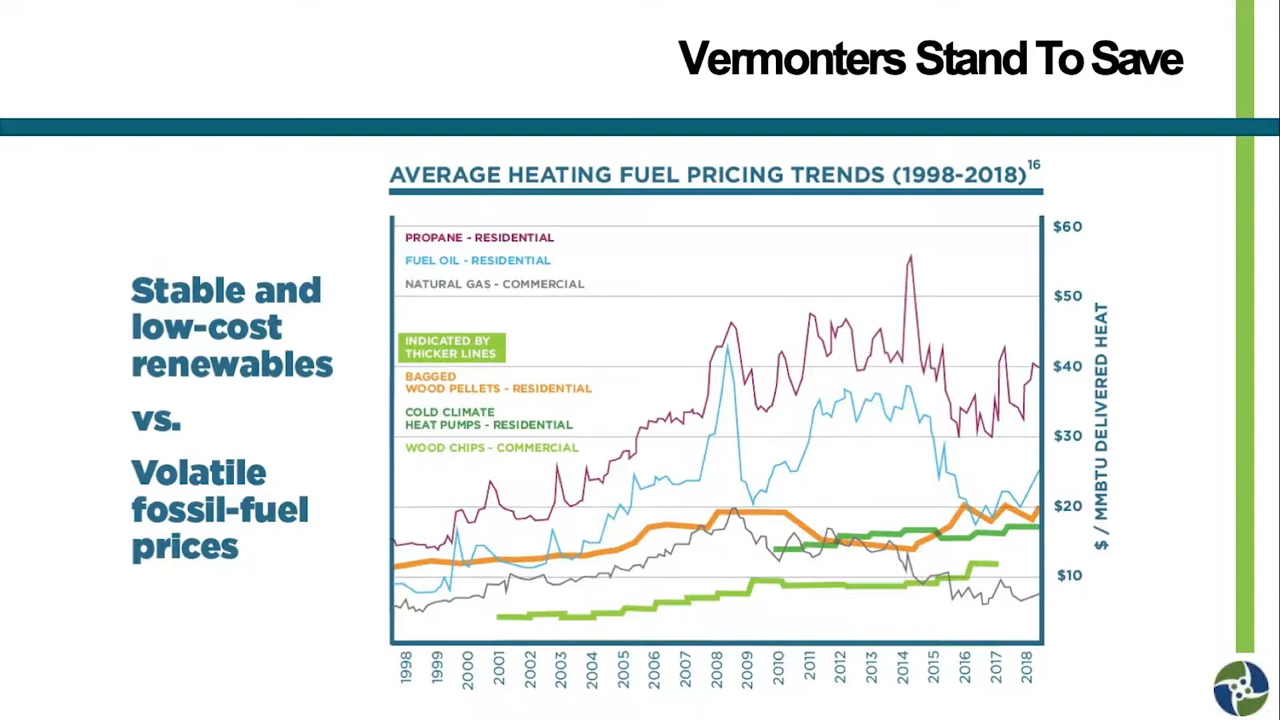 Vermonters Stand To Save
AVERAGE HEATING FUEL PRICING TRENDS (1998-2018)16
Stable and
low-cost
renewables
vs.
Volatile
fossil-fuel
prices
PROPANE - RESIDENTIAL
FUEL OIL - RESIDENTIAL
NATURAL GAS - COMMERCIAL
INDICATED BY
THICKER LINES
BAGGED
WOOD PELLETS - RESIDENTIAL
COLD CLIMATE
HEAT PUMPS - RESIDENTIAL
WOOD CHIPS - COMMERCIAL
$60
$50
$40
$30
$20
$10
$ / MMBTU DELIVERED HEAT
1998
1999
2000
2001
2002
2003
2004
2005
2006
2007
2008
2009
2010
2011
2012
2013
2014
2015
2016
2017
2018